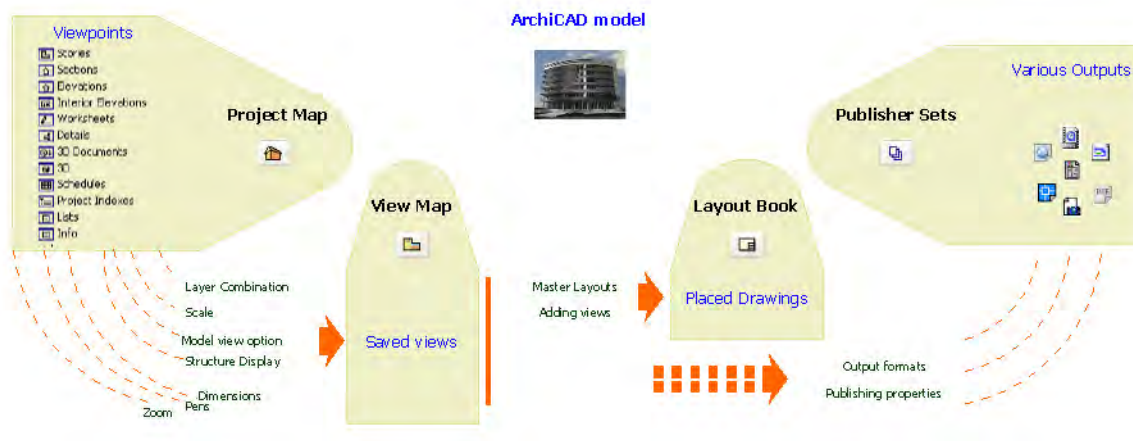 ArchiCAD model
Viewpoints
Stories
Sections
Elevations
Interior Elevations
Worksheets
Details
3D Documents
3D
Schedules
Project Indexes
Lists
Info
Project Map
View Map
Saved views
Layer Combination
Scale
Model view option
Structure Display
Dimensions
Pens
Zoom
Master Layouts
Adding views
Layout Book
Placed Drawings
Publisher Sets
Various Outputs
Output formats
Publishing properties